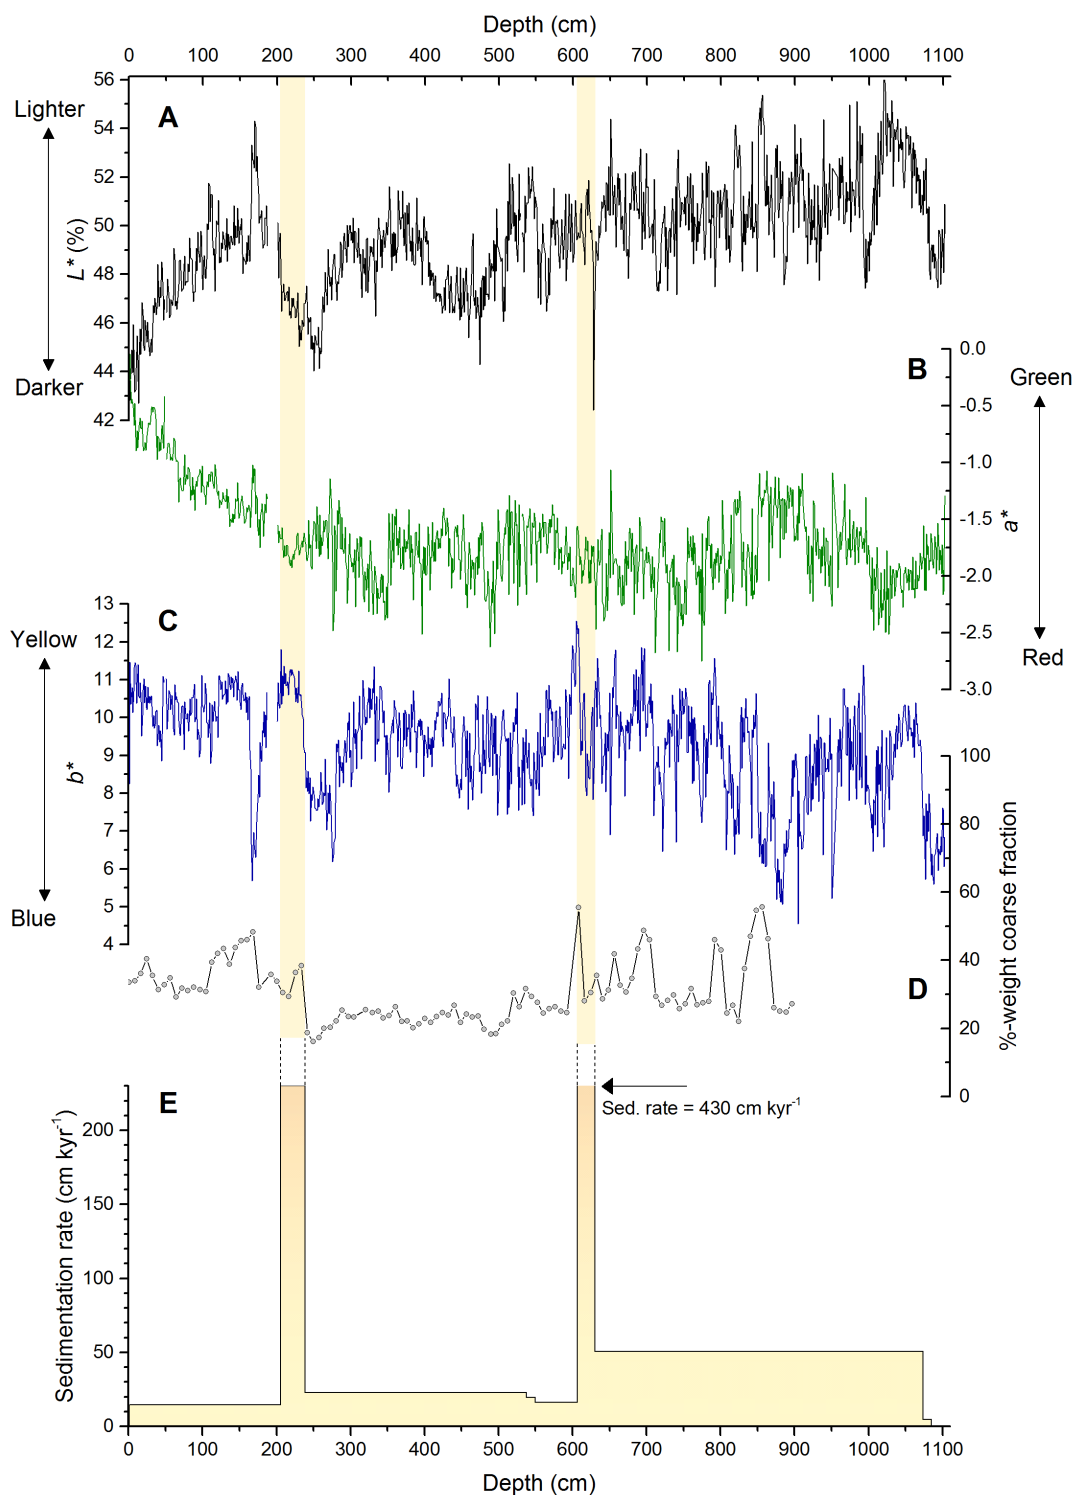 Depth (cm)
0 100 200 300 400 500 600 700 800 900 1000 1100
56
54
52
50
48
46
44
42
L* (%)
Lighter
Darker
A
B
0.0
-0.5
-1.0
-1.5
-2.0
-2.5
-3.0
a*
Green
Red
C
13
12
11
10
9
8
7
6
5
4
b*
Yellow
Blue
D
100
80
60
40
20
0
%-weight coarse fraction
E
Sed. rate = 430 cm kyr-1
200
150
100
50
0
Sedimentation rate (cm kyr-1)
0 100 200 300 400 500 600 700 800 900 1000 1100
Depth (cm)